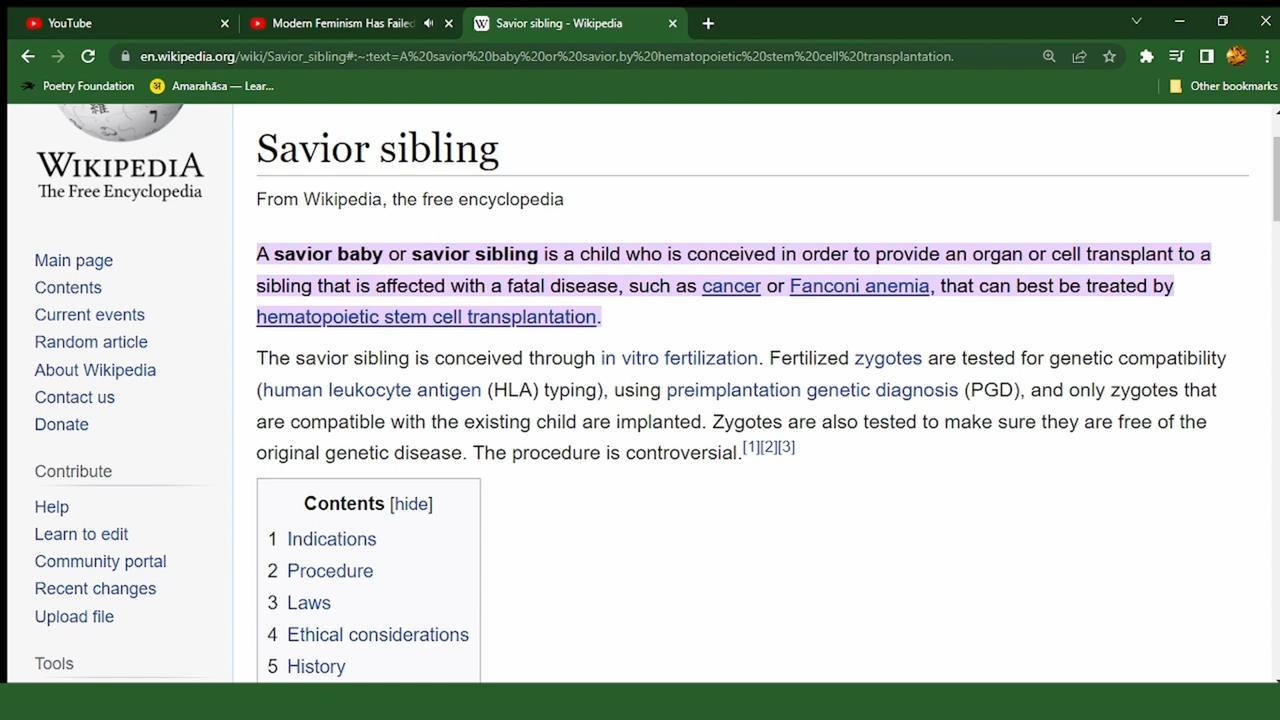 YouTube
Modern Feminism Has Failed
Savior sibling - Wikipedia
en.wikipedia.org/wiki/Savior_sibling#:~:text=A%20savior%20baby%20or%20savior,by%20hematopoietic%20stem%20cell%20transplantation.
Poetry Foundation
Amarahāsa — Lear...
Other bookmarks
WIKIPEDIA
The Free Encyclopedia
Main page
Contents
Current events
Random article
About Wikipedia
Contact us
Donate
Contribute
Help
Learn to edit
Community portal
Recent changes
Upload file
Tools
Savior sibling
From Wikipedia, the free encyclopedia
A savior baby or savior sibling is a child who is conceived in order to provide an organ or cell transplant to a
sibling that is affected with a fatal disease, such as cancer or Fanconi anemia, that can best be treated by
hematopoietic stem cell transplantation.
The savior sibling is conceived through in vitro fertilization. Fertilized zygotes are tested for genetic compatibility
(human leukocyte antigen (HLA) typing), using preimplantation genetic diagnosis (PGD), and only zygotes that
are compatible with the existing child are implanted. Zygotes are also tested to make sure they are free of the
original genetic disease. The procedure is controversial.[1][2][3]
Contents [hide]
1 Indications
2 Procedure
3 Laws
4 Ethical considerations
5 History